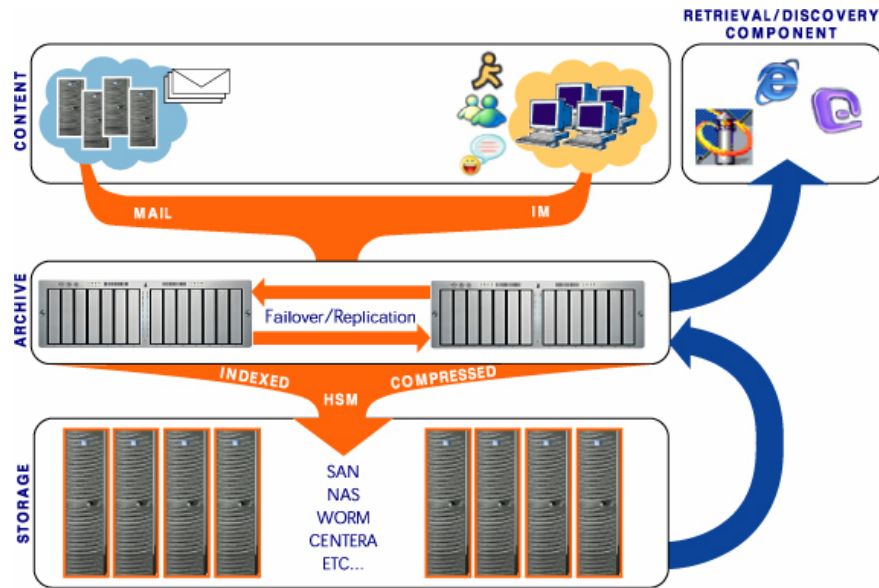 RETRIEVAL/DISCOVERY
COMPONENT
CONTENT
MAIL
IM
ARCHIVE
Failover/Replication
INDEXED
COMPRESSED
HSM
STORAGE
SAN
NAS
WORM
CENTERA
ETC...